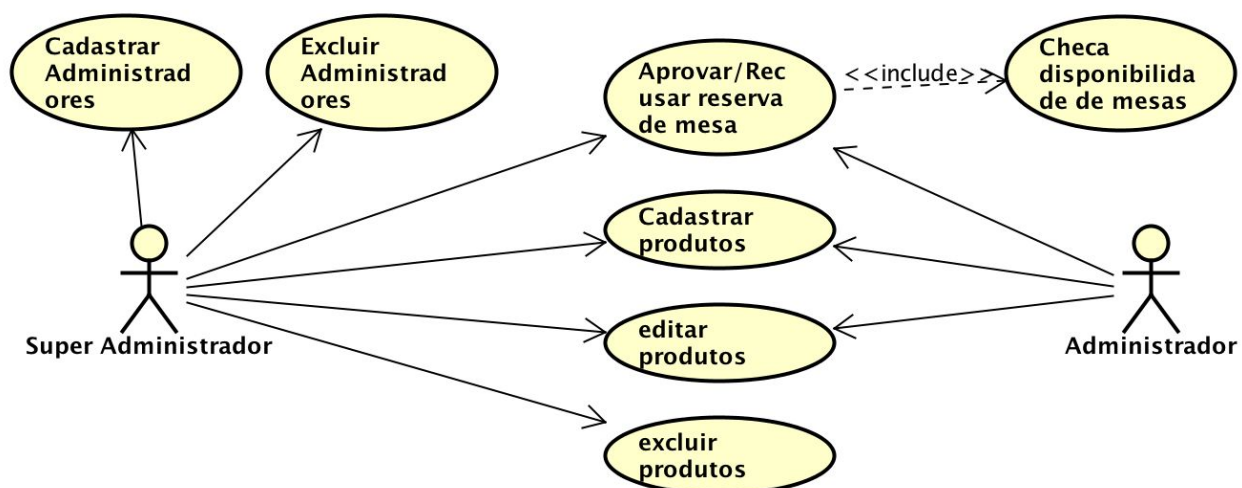 Cadastrar
Administrad
ores
Excluir
Administrad
ores
Aprovar/Rec
usar reserva
de mesa
<<include>>
Checa
disponibilida
de de mesas
Cadastrar
produtos
editar
produtos
excluir
produtos
Super Administrador
Administrador